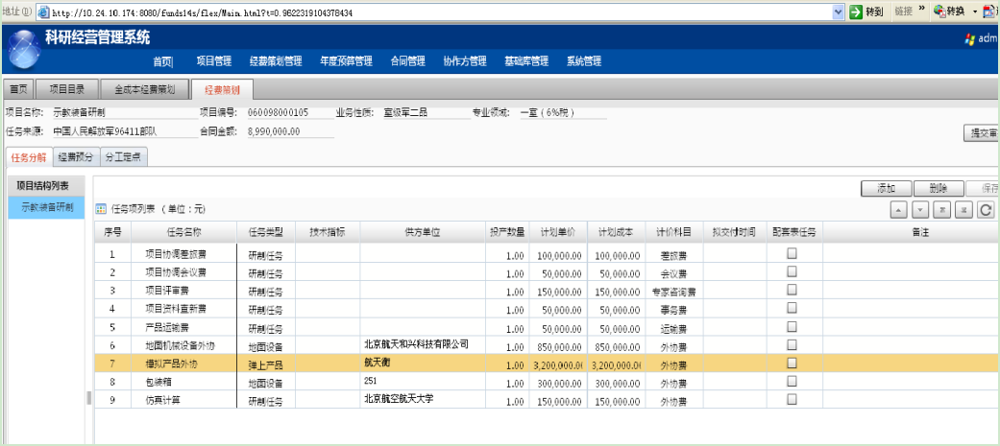 地址(D) http://10.24.10.174:8080/funds14s/flex/Main.html?t=0.9622319104378434 转到 链接 » 转换
科研经营管理系统 adm
首页 项目管理 经费策划管理 年度预算管理 合同管理 协作方管理 基础库管理 系统管理
首页 项目目录 全成本经费策划 经费策划
项目名称: 示教装备研制 项目编号: 060098000105 业务性质: 室级军二品 专业领域: 一室(6%税)
任务来源: 中国人民解放军96411部队 合同金额: 8,990,000.00 提交审
任务分解 经费预分 分工定点
项目结构列表 添加 删除 保存
示教装备研制 任务项列表 (单位:元)
序号 任务名称 任务类型 技术指标 供方单位 投产数量 计划单价 计划成本 计价科目 拟交付时间 配套表任务 备注
1 项目协调差旅费 研制任务 1.00 100,000.00 100,000.00 差旅费
2 项目协调会议费 研制任务 1.00 50,000.00 50,000.00 会议费
3 项目评审费 研制任务 1.00 150,000.00 150,000.00 专家咨询费
4 项目资料查新费 研制任务 1.00 50,000.00 50,000.00 事务费
5 产品运输费 研制任务 1.00 50,000.00 50,000.00 运输费
6 地面机械设备外协 地面设备 北京航天和兴科技有限公司 1.00 850,000.00 850,000.00 外协费
7 模拟产品外协 弹上产品 航天衡 1.00 3,200,000.0 3,200,000.0 外协费
8 包装箱 地面设备 251 1.00 300,000.00 300,000.00 外协费
9 仿真计算 研制任务 北京航空航天大学 1.00 150,000.00 150,000.00 外协费